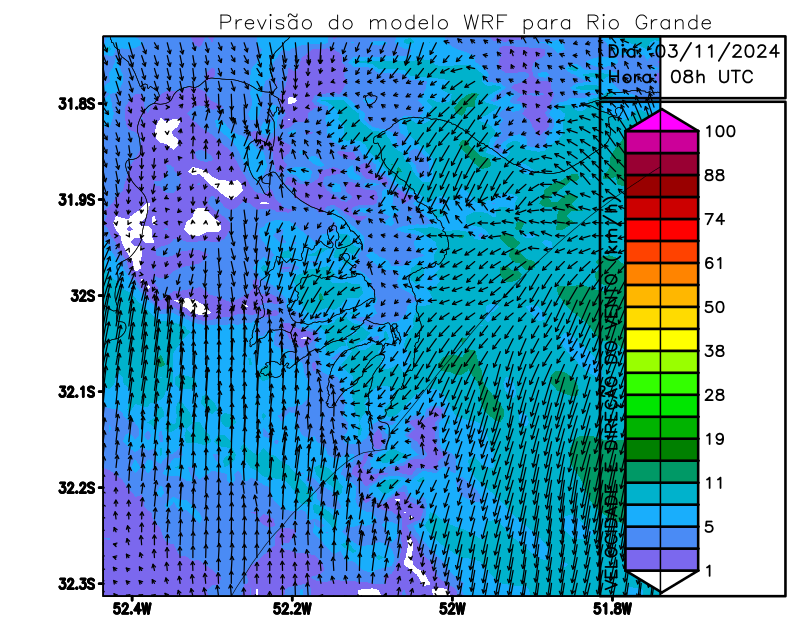 Previsão do modelo WRF para Rio Grande
Dia: 03/11/2024
Hora: 08h UTC
31.8S
31.9S
32S
32.1S
32.2S
32.3S
52.4W
52.2W
52W
51.8W
100
88
74
61
50
38
28
19
11
5
1
VELOCIDADE E DIREÇÃO DO VENTO (km/h)